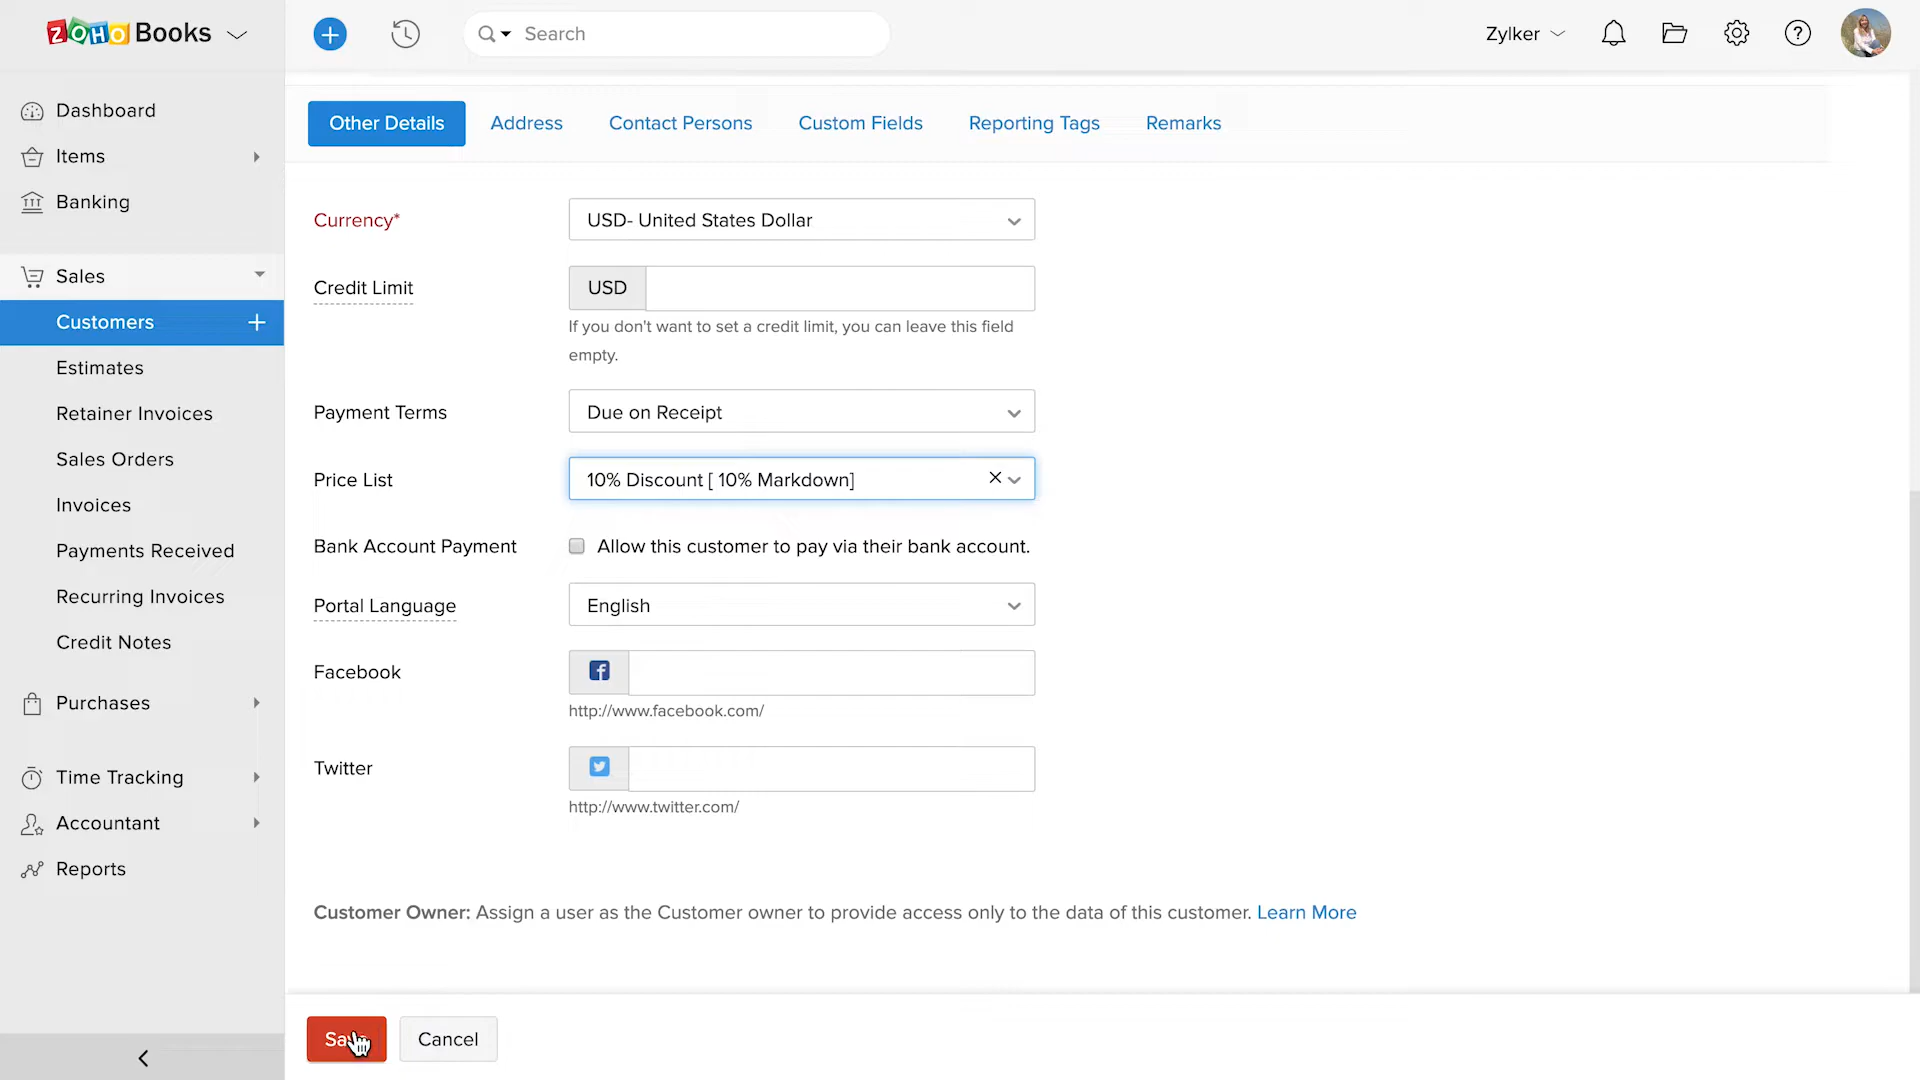 ZOHO Books
Search
Zylker
Dashboard
Items
Banking
Sales
Customers
Estimates
Retainer Invoices
Sales Orders
Invoices
Payments Received
Recurring Invoices
Credit Notes
Purchases
Time Tracking
Accountant
Reports
Other Details
Address
Contact Persons
Custom Fields
Reporting Tags
Remarks
Currency*
USD- United States Dollar
Credit Limit
USD
If you don't want to set a credit limit, you can leave this field
empty.
Payment Terms
Due on Receipt
Price List
10% Discount [ 10% Markdown]
Bank Account Payment
Allow this customer to pay via their bank account.
Portal Language
English
Facebook
http://www.facebook.com/
Twitter
http://www.twitter.com/
Customer Owner: Assign a user as the Customer owner to provide access only to the data of this customer. Learn More
Save
Cancel